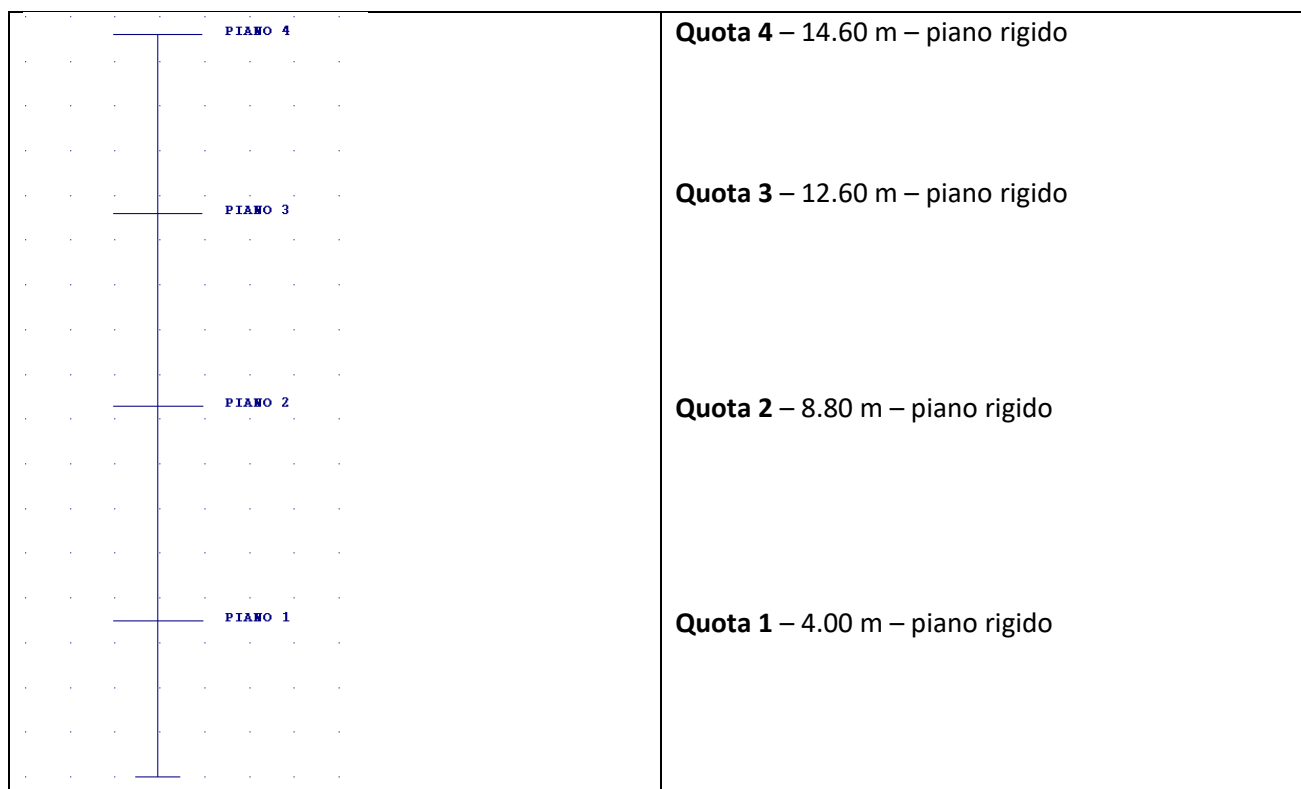 PIANO 4
Quota 4 – 14.60 m – piano rigido
PIANO 3
Quota 3 – 12.60 m – piano rigido
PIANO 2
Quota 2 – 8.80 m – piano rigido
PIANO 1
Quota 1 – 4.00 m – piano rigido